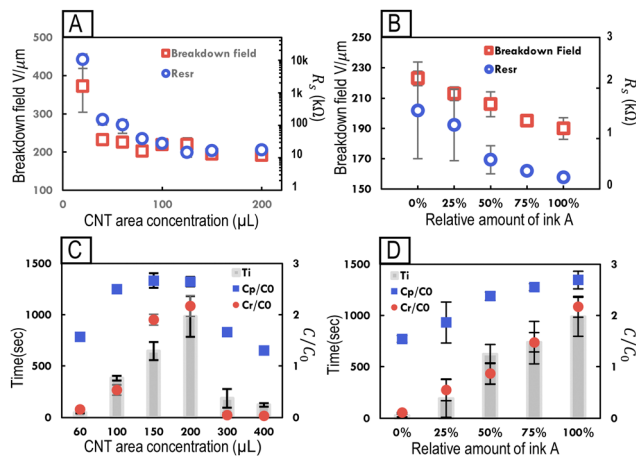 A
Breakdown field V/μm
500
400
300
200
100
Breakdown field
Resr
10k
1k
100
10
1
Rs (kΩ)
0
50
100
150
200
CNT area concentration (μL)
B
Breakdown field V/μm
250
230
210
190
170
150
Breakdown Field
Resr
3
2
1
0
Rs (kΩ)
0%
25%
50%
75%
100%
Relative amount of ink A
C
Time(sec)
1500
1000
500
0
Ti
Cp/C0
Cr/C0
3
2
1
0
C/C0
60
100
150
200
300
400
CNT area concentration (μL)
D
Time(sec)
1500
1000
500
0
Ti
Cp/C0
Cr/C0
3
2
1
0
C/C0
0%
25%
50%
75%
100%
Relative amount of ink A